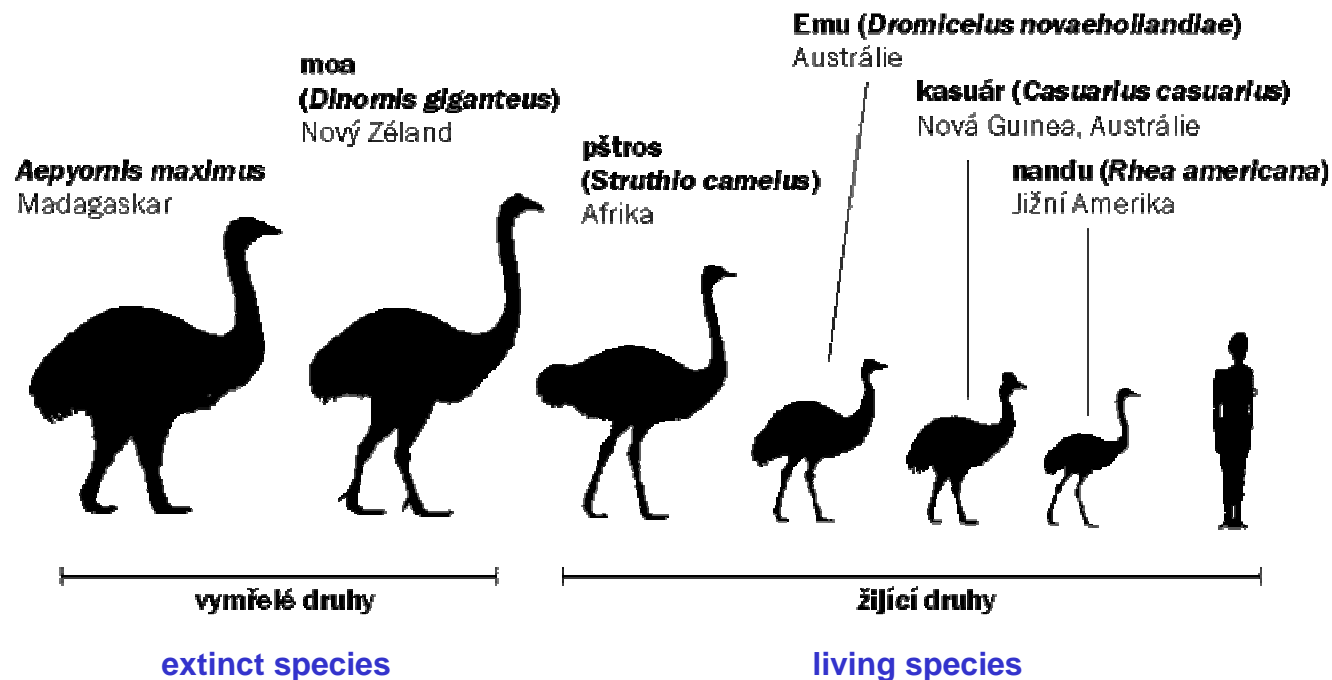 Aepyornis maximus
Madagaskar
moa
(Dinornis giganteus)
Nový Zéland
pštros
(Struthio camelus)
Afrika
Emu (Dromiceius novaehollandiae)
Austrálie
kasuár (Casuarius casuarius)
Nová Guinea, Austrálie
nandu (Rhea americana)
Jižní Amerika
vymřelé druhy
žijící druhy
extinct species
living species